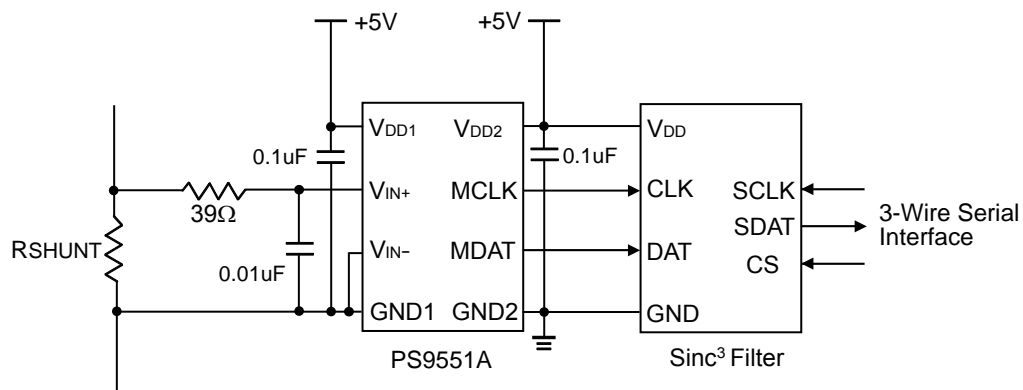 +5V
+5V
VDD1
VDD2
VDD
0.1uF
0.1uF
VIN+
MCLK
CLK
SCLK
39Ω
3-Wire Serial
Interface
RSHUNT
VIN−
MDAT
DAT
SDAT
0.01uF
CS
GND1
GND2
GND
PS9551A
Sinc³ Filter